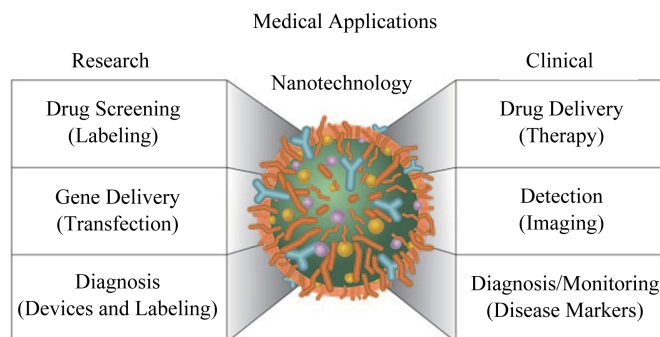 Medical Applications
Research
Nanotechnology
Clinical
Drug Screening
(Labeling)
Gene Delivery
(Transfection)
Diagnosis
(Devices and Labeling)
Drug Delivery
(Therapy)
Detection
(Imaging)
Diagnosis/Monitoring
(Disease Markers)